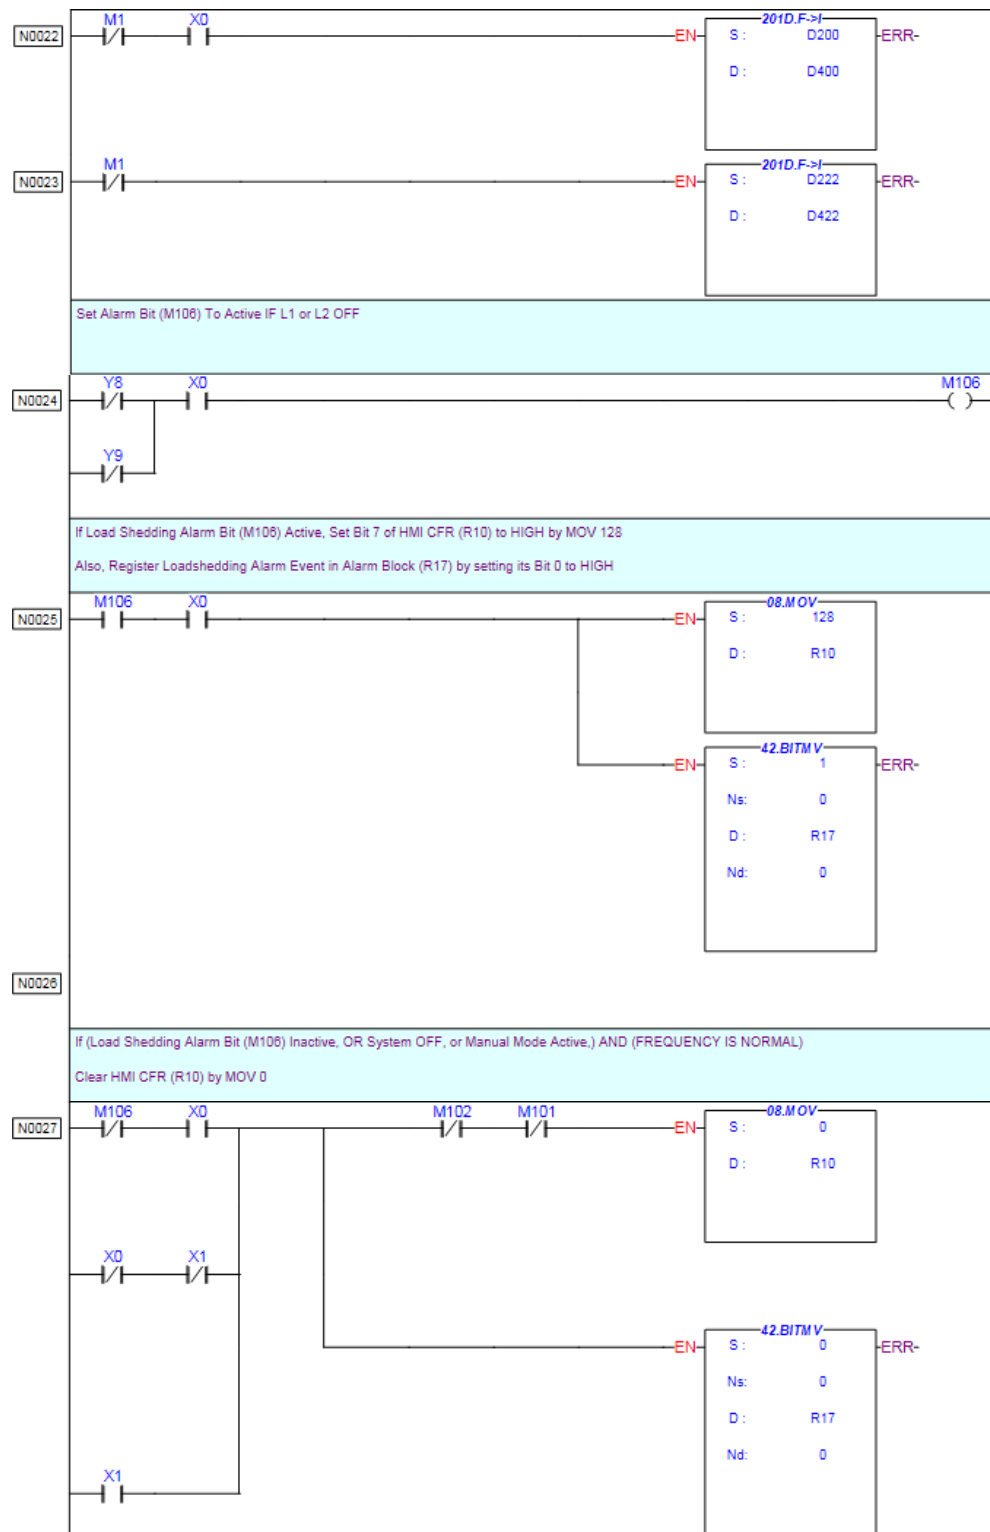 M1 X0
N0022 EN 201D.F->I ERR-
S : D200
D : D400
M1
N0023 EN 201D.F->I ERR-
S : D222
D : D422
Set Alarm Bit (M106) To Active IF L1 or L2 OFF
Y8 X0 M106
N0024
Y9
If Load Shedding Alarm Bit (M106) Active, Set Bit 7 of HMI CFR (R10) to HIGH by MOV 128
Also, Register Loadshedding Alarm Event in Alarm Block (R17) by setting its Bit 0 to HIGH
M106 X0
N0025 EN 08.MOV
S : 128
D : R10
EN 42.BITMV ERR-
S : 1
Ns: 0
D : R17
Nd: 0
N0026
If (Load Shedding Alarm Bit (M106) Inactive, OR System OFF, or Manual Mode Active,) AND (FREQUENCY IS NORMAL)
Clear HMI CFR (R10) by MOV 0
M106 X0 M102 M101
N0027 EN 08.MOV
S : 0
D : R10
X0 X1
EN 42.BITMV ERR-
S : 0
Ns: 0
D : R17
Nd: 0
X1